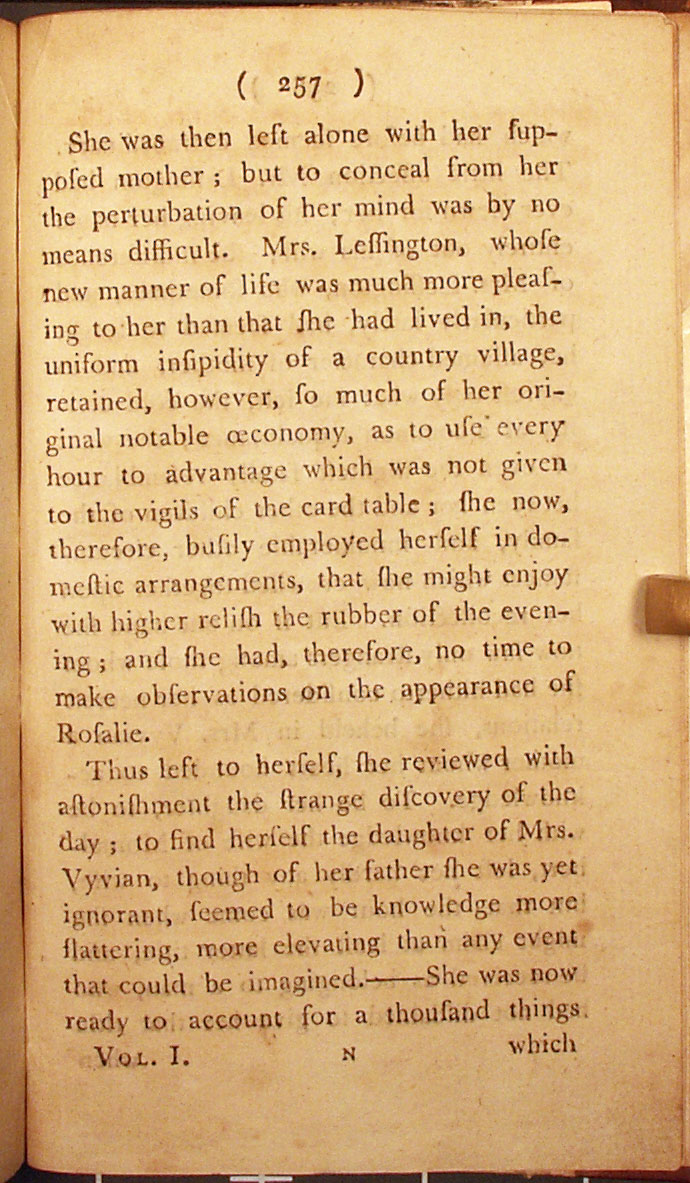 ( 257 )
She was then left alone with her ſup-
poſed mother ; but to conceal from her
the perturbation of her mind was by no
means difficult. Mrs. Leſſington, whoſe
new manner of life was much more pleaſ-
ing to her than that ſhe had lived in, the
uniform inſipidity of a country village,
retained, however, ſo much of her ori-
ginal notable œconomy, as to uſe every
hour to advantage which was not given
to the vigils of the card table ; ſhe now,
therefore, buſily employed herſelf in do-
meſtic arrangements, that ſhe might enjoy
with higher reliſh the rubber of the even-
ing ; and ſhe had, therefore, no time to
make obſervations on the appearance of
Roſalie.
Thus left to herſelf, ſhe reviewed with
aſtoniſhment the ſtrange diſcovery of the
day ; to find herſelf the daughter of Mrs.
Vyvian, though of her father ſhe was yet
ignorant, ſeemed to be knowledge more
flattering, more elevating than any event
that could be imagined.——She was now
ready to account for a thouſand things
Vol. I. N which